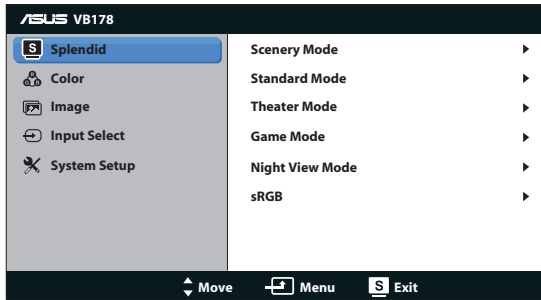 ASUS VB178
S Splendid
Color
Image
Input Select
System Setup
Scenery Mode
Standard Mode
Theater Mode
Game Mode
Night View Mode
sRGB
Move Menu S Exit